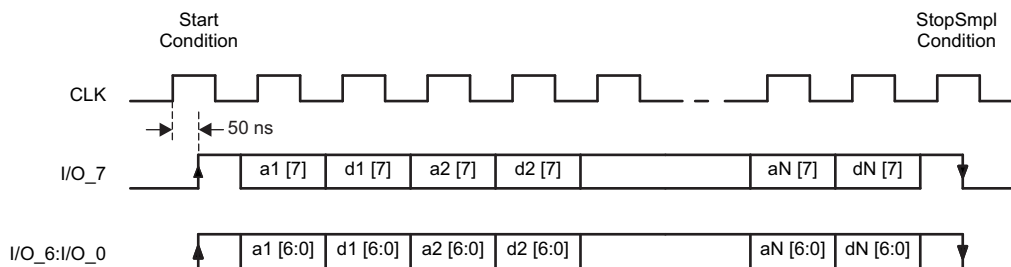 Start
Condition
StopSmpl
Condition
CLK
50 ns
I/O_7
a1 [7] d1 [7] a2 [7] d2 [7] aN [7] dN [7]
I/O_6:I/O_0
a1 [6:0] d1 [6:0] a2 [6:0] d2 [6:0] aN [6:0] dN [6:0]